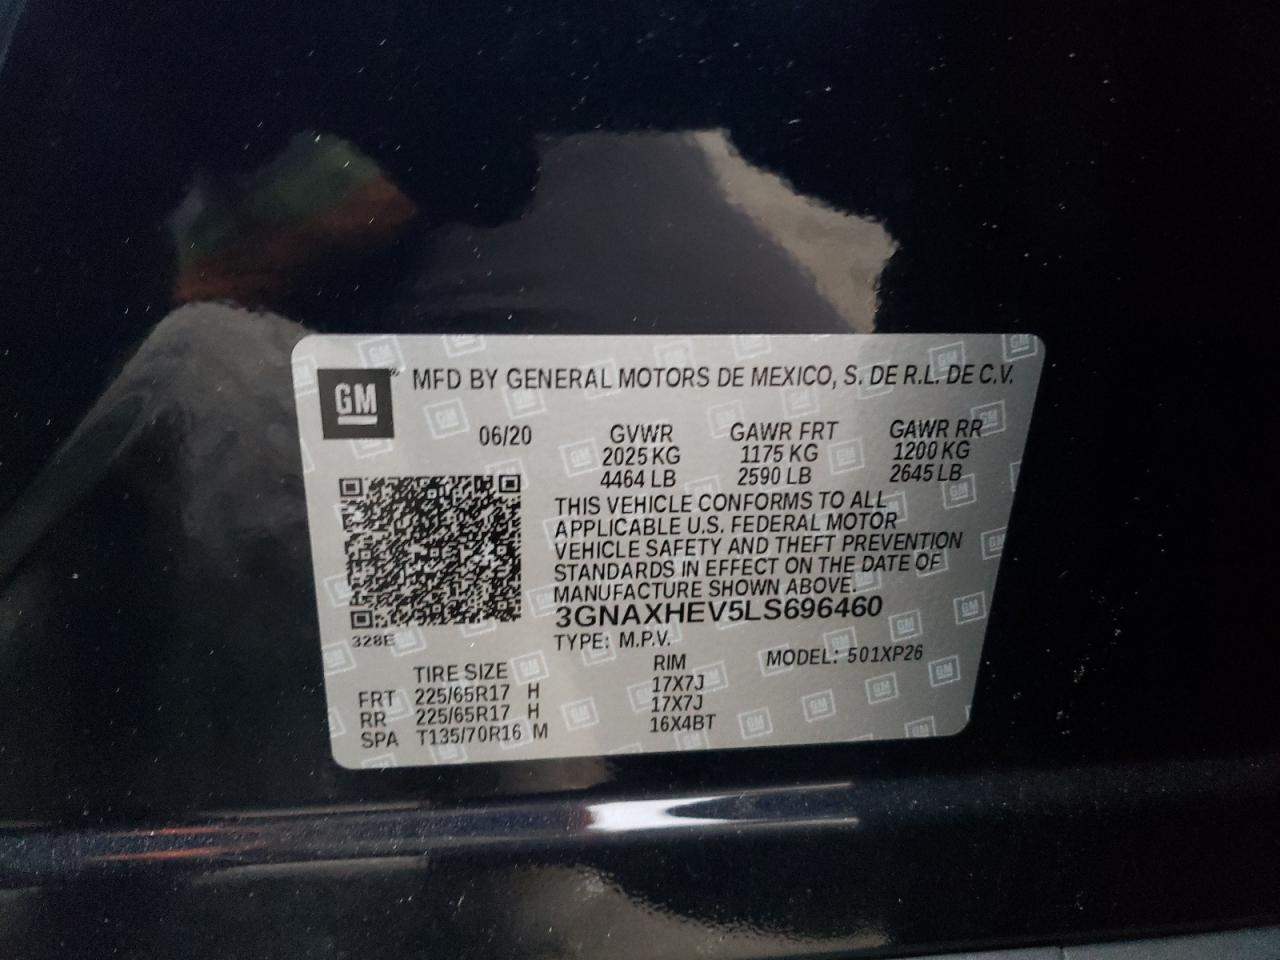 GM
MFD BY GENERAL MOTORS DE MEXICO, S. DE R.L. DE C.V.
06/20 GVWR GAWR FRT GAWR RR
2025 KG 1175 KG 1200 KG
4464 LB 2590 LB 2645 LB
THIS VEHICLE CONFORMS TO ALL
APPLICABLE U.S. FEDERAL MOTOR
VEHICLE SAFETY AND THEFT PREVENTION
STANDARDS IN EFFECT ON THE DATE OF
MANUFACTURE SHOWN ABOVE.
3GNAXHEV5LS696460
328E
TYPE: M.P.V. MODEL: 501XP26
TIRE SIZE RIM
FRT 225/65R17 H 17X7J
RR 225/65R17 H 17X7J
SPA T135/70R16 M 16X4BT